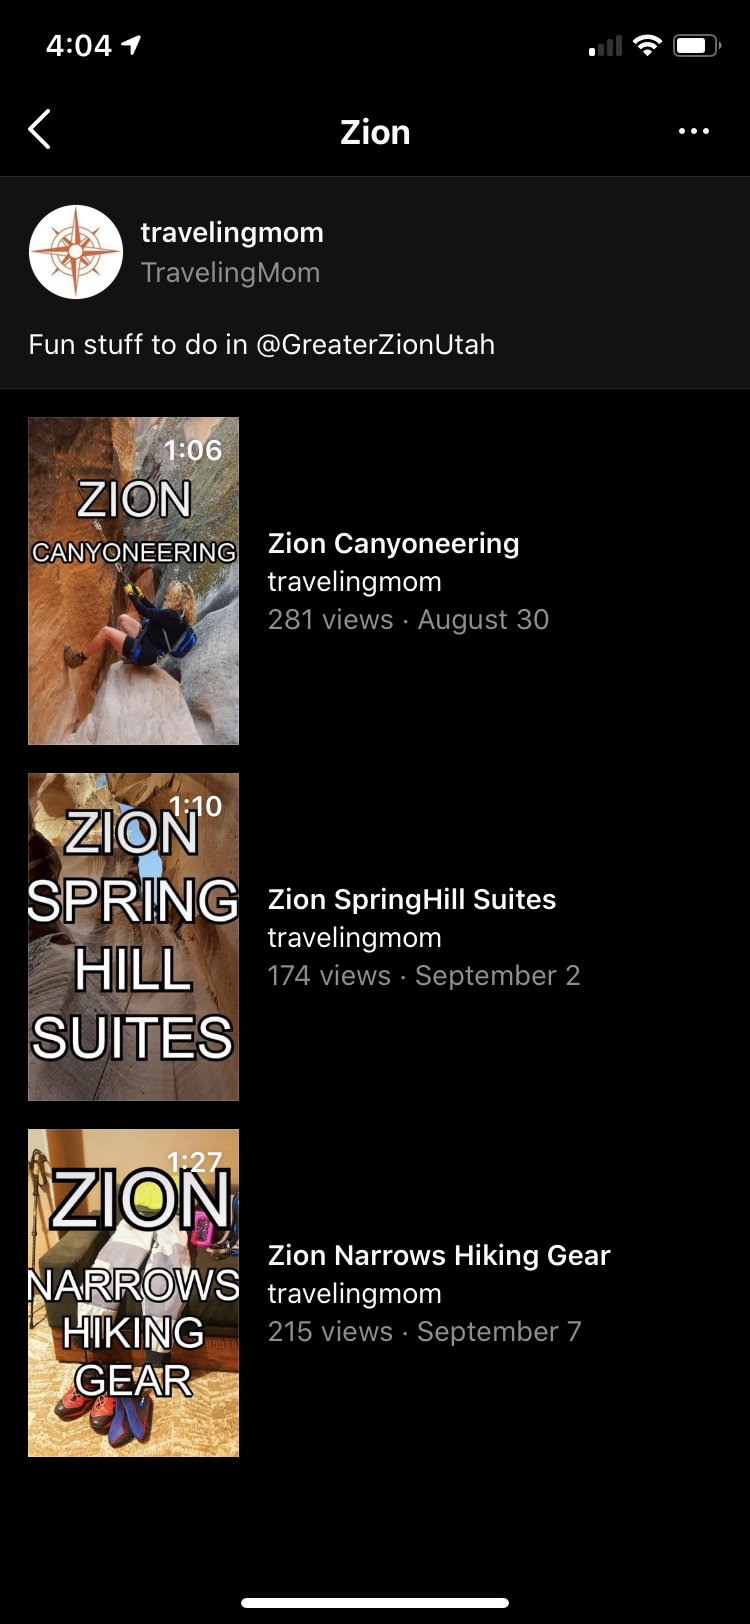 4:04
Zion
travelingmom
TravelingMom
Fun stuff to do in @GreaterZionUtah
1:06
ZION
CANYONEERING
Zion Canyoneering
travelingmom
281 views · August 30
1:10
ZION
SPRING
HILL
SUITES
Zion SpringHill Suites
travelingmom
174 views · September 2
1:27
ZION
NARROWS
HIKING
GEAR
Zion Narrows Hiking Gear
travelingmom
215 views · September 7